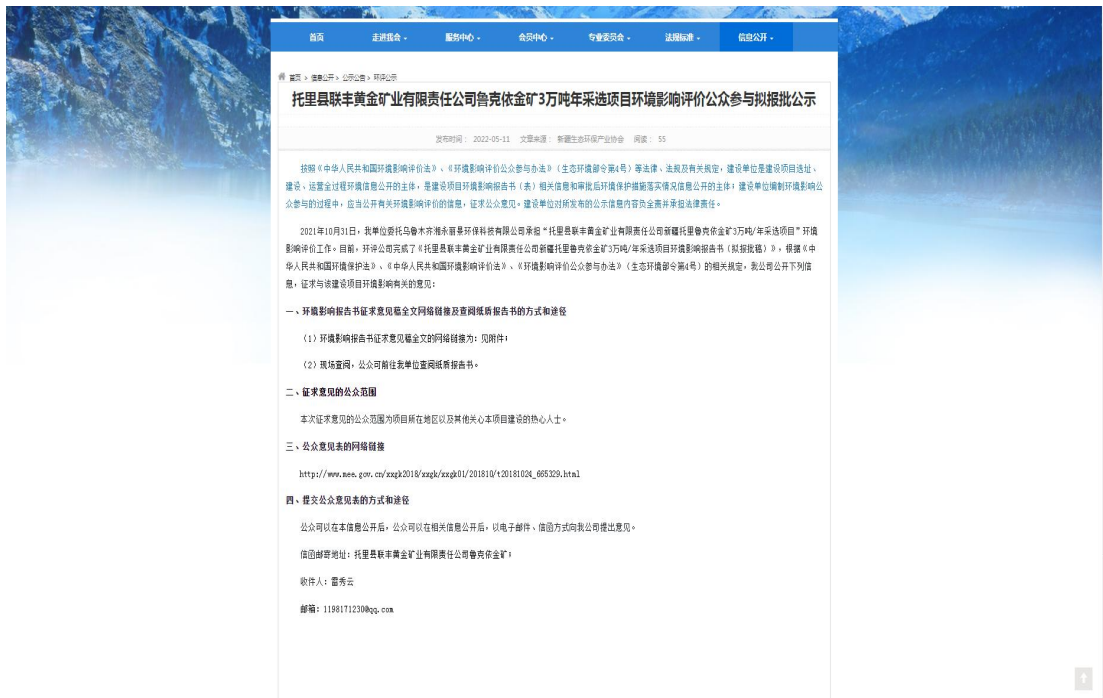 首页 走进我会 服务中心 会员中心 专业委员会 法规标准 信息公开
首页 > 信息公开 > 公示公告 > 环评公示
托里县联丰黄金矿业有限责任公司鲁克依金矿3万吨年采选项目环境影响评价公众参与拟报批公示
发布时间： 2022-05-11 文章来源： 新疆生态环保产业协会 阅读： 55
按照《中华人民共和国环境影响评价法》、《环境影响评价公众参与办法》（生态环境部令第4号）等法律、法规及有关规定，建设单位是建设项目选址、
建设、运营全过程环境信息公开的主体，是建设项目环境影响报告书（表）相关信息和审批后环境保护措施落实情况信息公开的主体；建设单位编制环境影响公
众参与的过程中，应当公开有关环境影响评价的信息，征求公众意见。建设单位对所发布的公示信息内容负全责并承担法律责任。
2021年10月31日，我单位委托乌鲁木齐湘永丽景环保科技有限公司承担“托里县联丰黄金矿业有限责任公司新疆托里鲁克依金矿3万吨/年采选项目”环境
影响评价工作。目前，环评公司完成了《托里县联丰黄金矿业有限责任公司新疆托里鲁克依金矿3万吨/年采选项目环境影响报告书（拟报批稿）》，根据《中
华人民共和国环境保护法》、《中华人民共和国环境影响评价法》、《环境影响评价公众参与办法》（生态环境部令第4号）的相关规定，我公司公开下列信
息，征求与该建设项目环境影响有关的意见：
一、环境影响报告书征求意见稿全文网络链接及查阅纸质报告书的方式和途径
（1）环境影响报告书征求意见稿全文的网络链接为：见附件；
（2）现场查阅，公众可前往我单位查阅纸质报告书。
二、征求意见的公众范围
本次征求意见的公众范围为项目所在地区以及其他关心本项目建设的热心人士。
三、公众意见表的网络链接
http://www.mee.gov.cn/xxgk2018/xxgk/xxgk01/201810/t20181024_665329.html
四、提交公众意见表的方式和途径
公众可以在本信息公开后，公众可以在相关信息公开后，以电子邮件、信函方式向我公司提出意见。
信函邮寄地址：托里县联丰黄金矿业有限责任公司鲁克依金矿；
收件人：雷秀云
邮箱：1198171230@qq.com